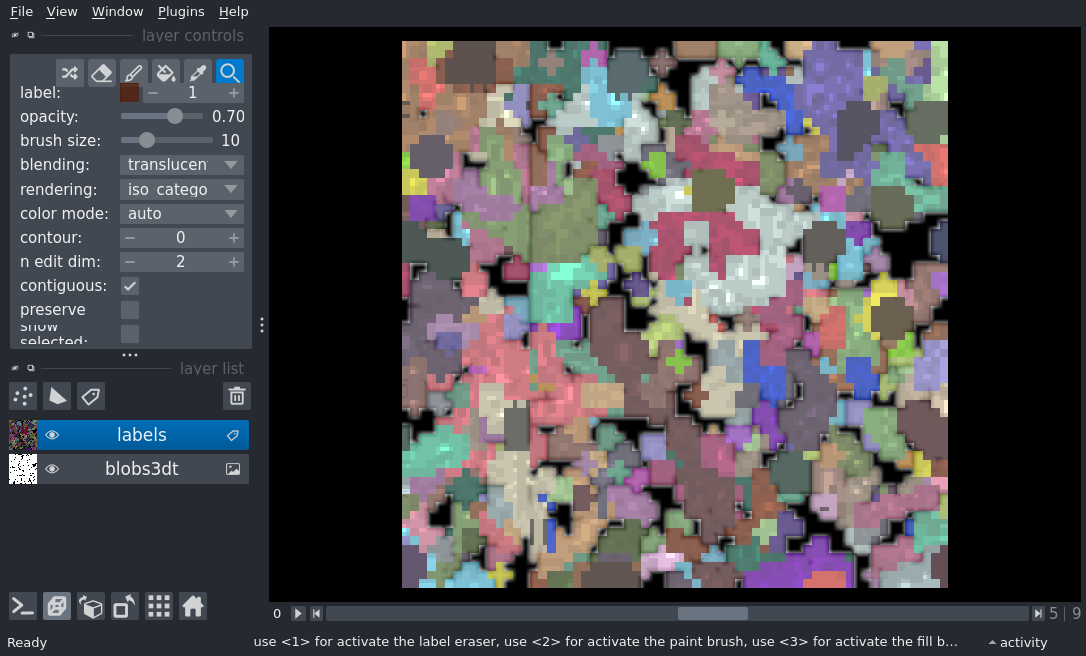 File View Window Plugins Help
layer controls
label: 1
opacity: 0.70
brush size: 10
blending: translucen
rendering: iso_catego
color mode: auto
contour: 0
n edit dim: 2
contiguous:
preserve
show
selected:
layer list
labels
blobs3dt
0 5 | 9
Ready use <1> for activate the label eraser, use <2> for activate the paint brush, use <3> for activate the fill b... activity